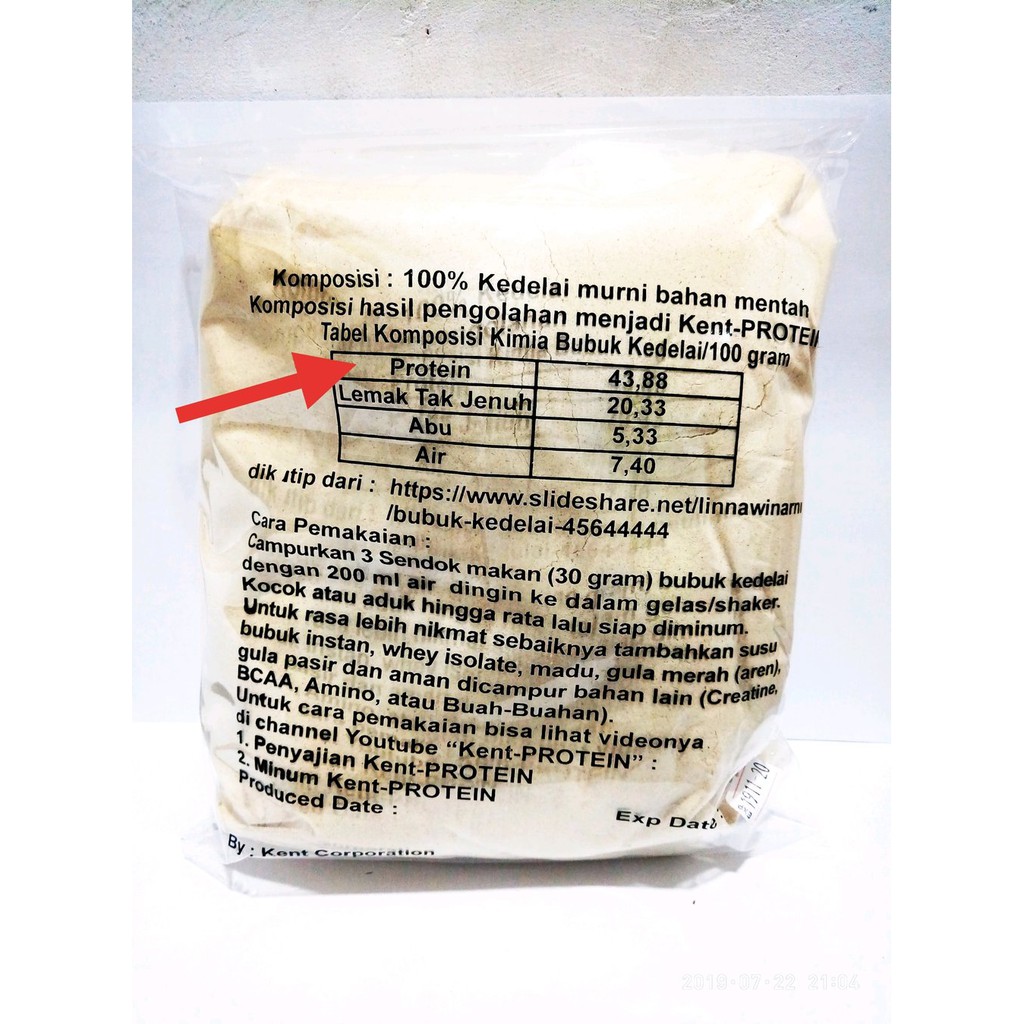 Komposisi : 100% Kedelai murni bahan mentah
Komposisi hasil pengolahan menjadi Kent-PROTEIN
Tabel Komposisi Kimia Bubuk Kedelai/100 gram
Protein 43,88
Lemak Tak Jenuh 20,33
Abu 5,33
Air 7,40
dikutip dari : https://www.slideshare.net/linnawinarni
/bubuk-kedelai-45644444
Cara Pemakaian :
Campurkan 3 Sendok makan (30 gram) bubuk kedelai
dengan 200 ml air dingin ke dalam gelas/shaker.
Kocok atau aduk hingga rata lalu siap diminum.
Untuk rasa lebih nikmat sebaiknya tambahkan susu
bubuk instan, whey isolate, madu, gula merah (aren),
gula pasir dan aman dicampur bahan lain (Creatine,
BCAA, Amino, atau Buah-Buahan).
Untuk cara pemakaian bisa lihat videonya
di channel Youtube “Kent-PROTEIN” :
1. Penyajian Kent-PROTEIN
2. Minum Kent-PROTEIN
Produced Date :
Exp Date
By : Kent Corporation
21:04